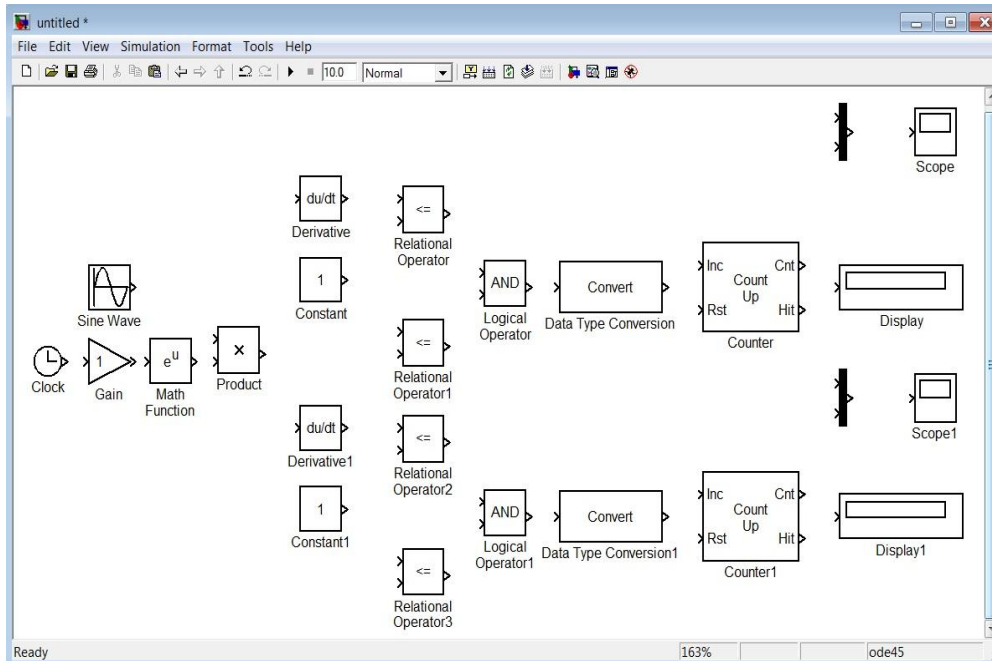 untitled *
File Edit View Simulation Format Tools Help
10.0 Normal
Scope
du/dt
Derivative
<=
Relational
Operator
Sine Wave
1
Constant
AND
Logical
Operator
Convert
Data Type Conversion
Inc Cnt
Count
Up
Rst Hit
Counter
Display
Clock
1
Gain
e^u
Math
Function
×
Product
<=
Relational
Operator1
Scope1
du/dt
Derivative1
<=
Relational
Operator2
1
Constant1
AND
Logical
Operator1
Convert
Data Type Conversion1
Inc Cnt
Count
Up
Rst Hit
Counter1
Display1
<=
Relational
Operator3
Ready 163% ode45